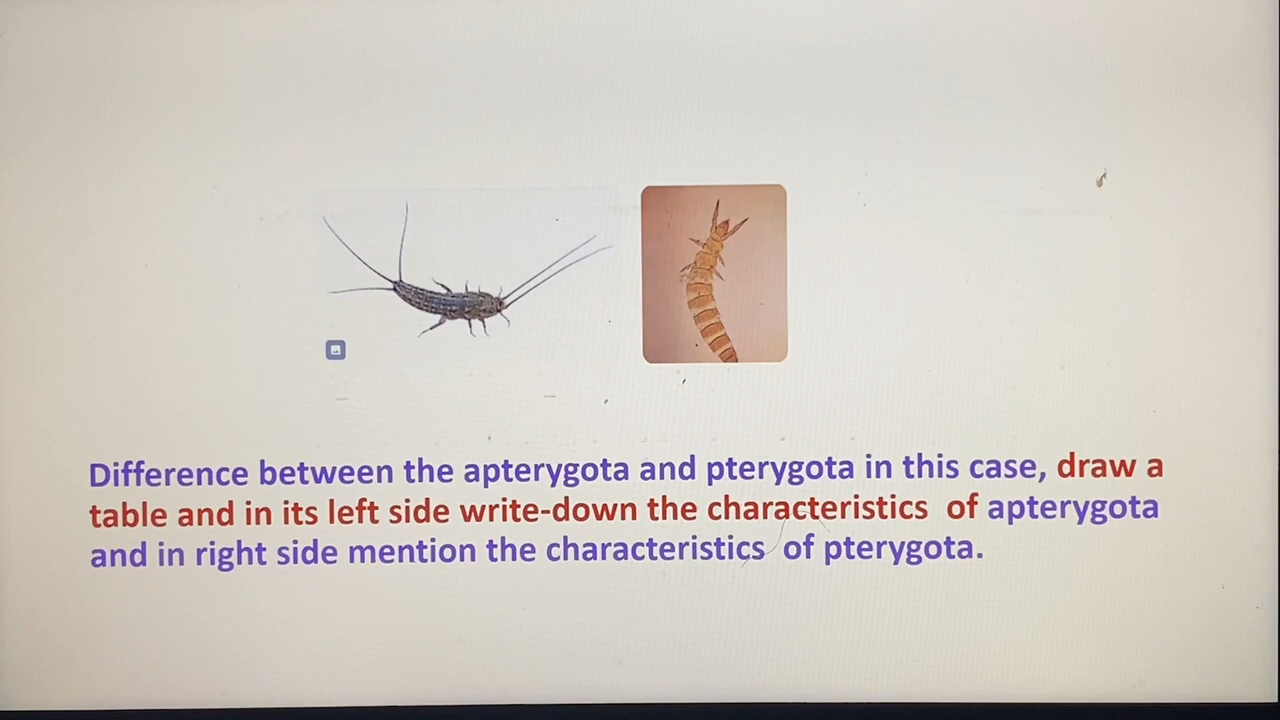 Difference between the apterygota and pterygota in this case, draw a
table and in its left side write-down the characteristics of apterygota
and in right side mention the characteristics of pterygota.